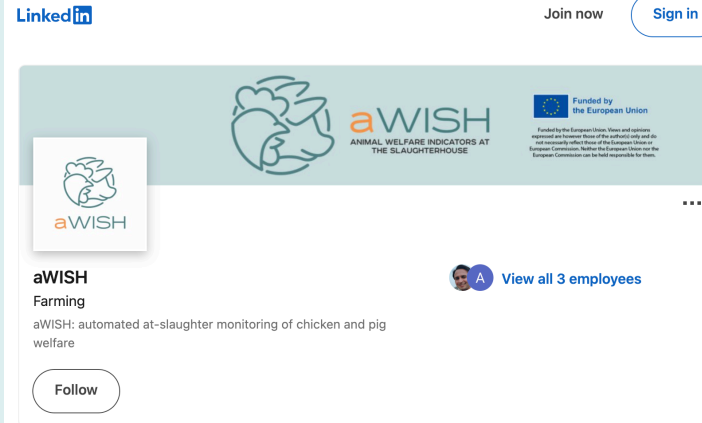 LinkedIn
Join now
Sign in
aWISH
ANIMAL WELFARE INDICATORS AT
THE SLAUGHTERHOUSE
Funded by
the European Union
Funded by the European Union. Views and opinions
expressed are however those of the author(s) only and do
not necessarily reflect those of the European Union or
European Commission. Neither the European Union nor the
European Commission can be held responsible for them.
aWISH
...
aWISH
A
View all 3 employees
Farming
aWISH: automated at-slaughter monitoring of chicken and pig
welfare
Follow